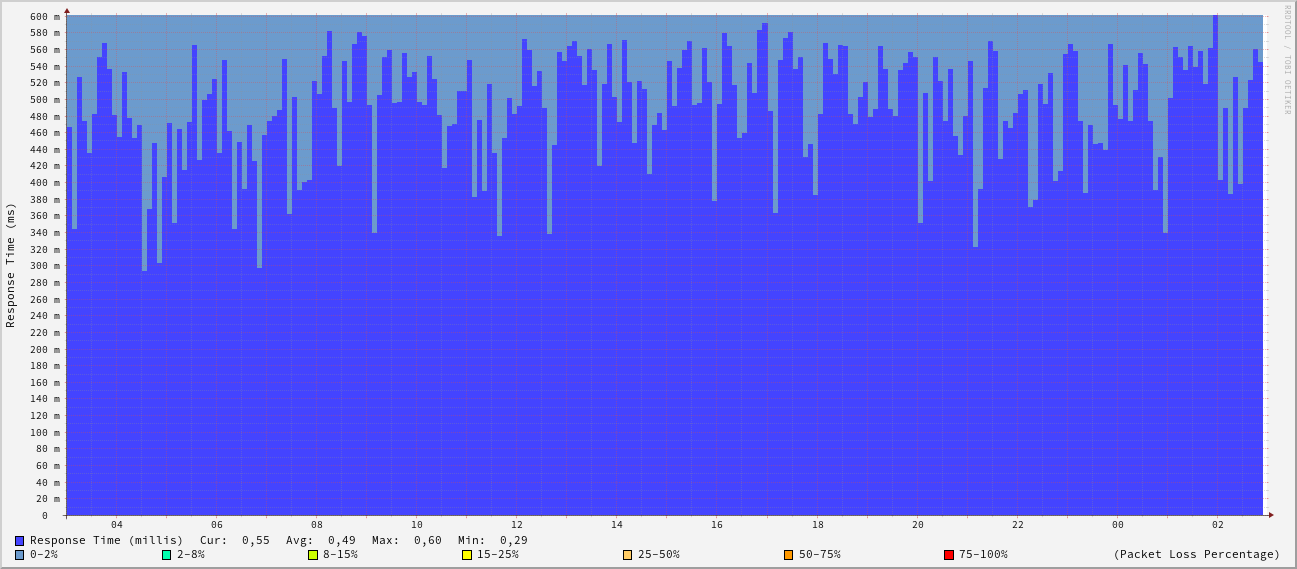 RRDTOOL / TOBI OETIKER
Response Time (ms)
600 m
580 m
560 m
540 m
520 m
500 m
480 m
460 m
440 m
420 m
400 m
380 m
360 m
340 m
320 m
300 m
280 m
260 m
240 m
220 m
200 m
180 m
160 m
140 m
120 m
100 m
80 m
60 m
40 m
20 m
0
04 06 08 10 12 14 16 18 20 22 00 02
Response Time (millis) Cur: 0,55 Avg: 0,49 Max: 0,60 Min: 0,29
0-2% 2-8% 8-15% 15-25% 25-50% 50-75% 75-100% (Packet Loss Percentage)